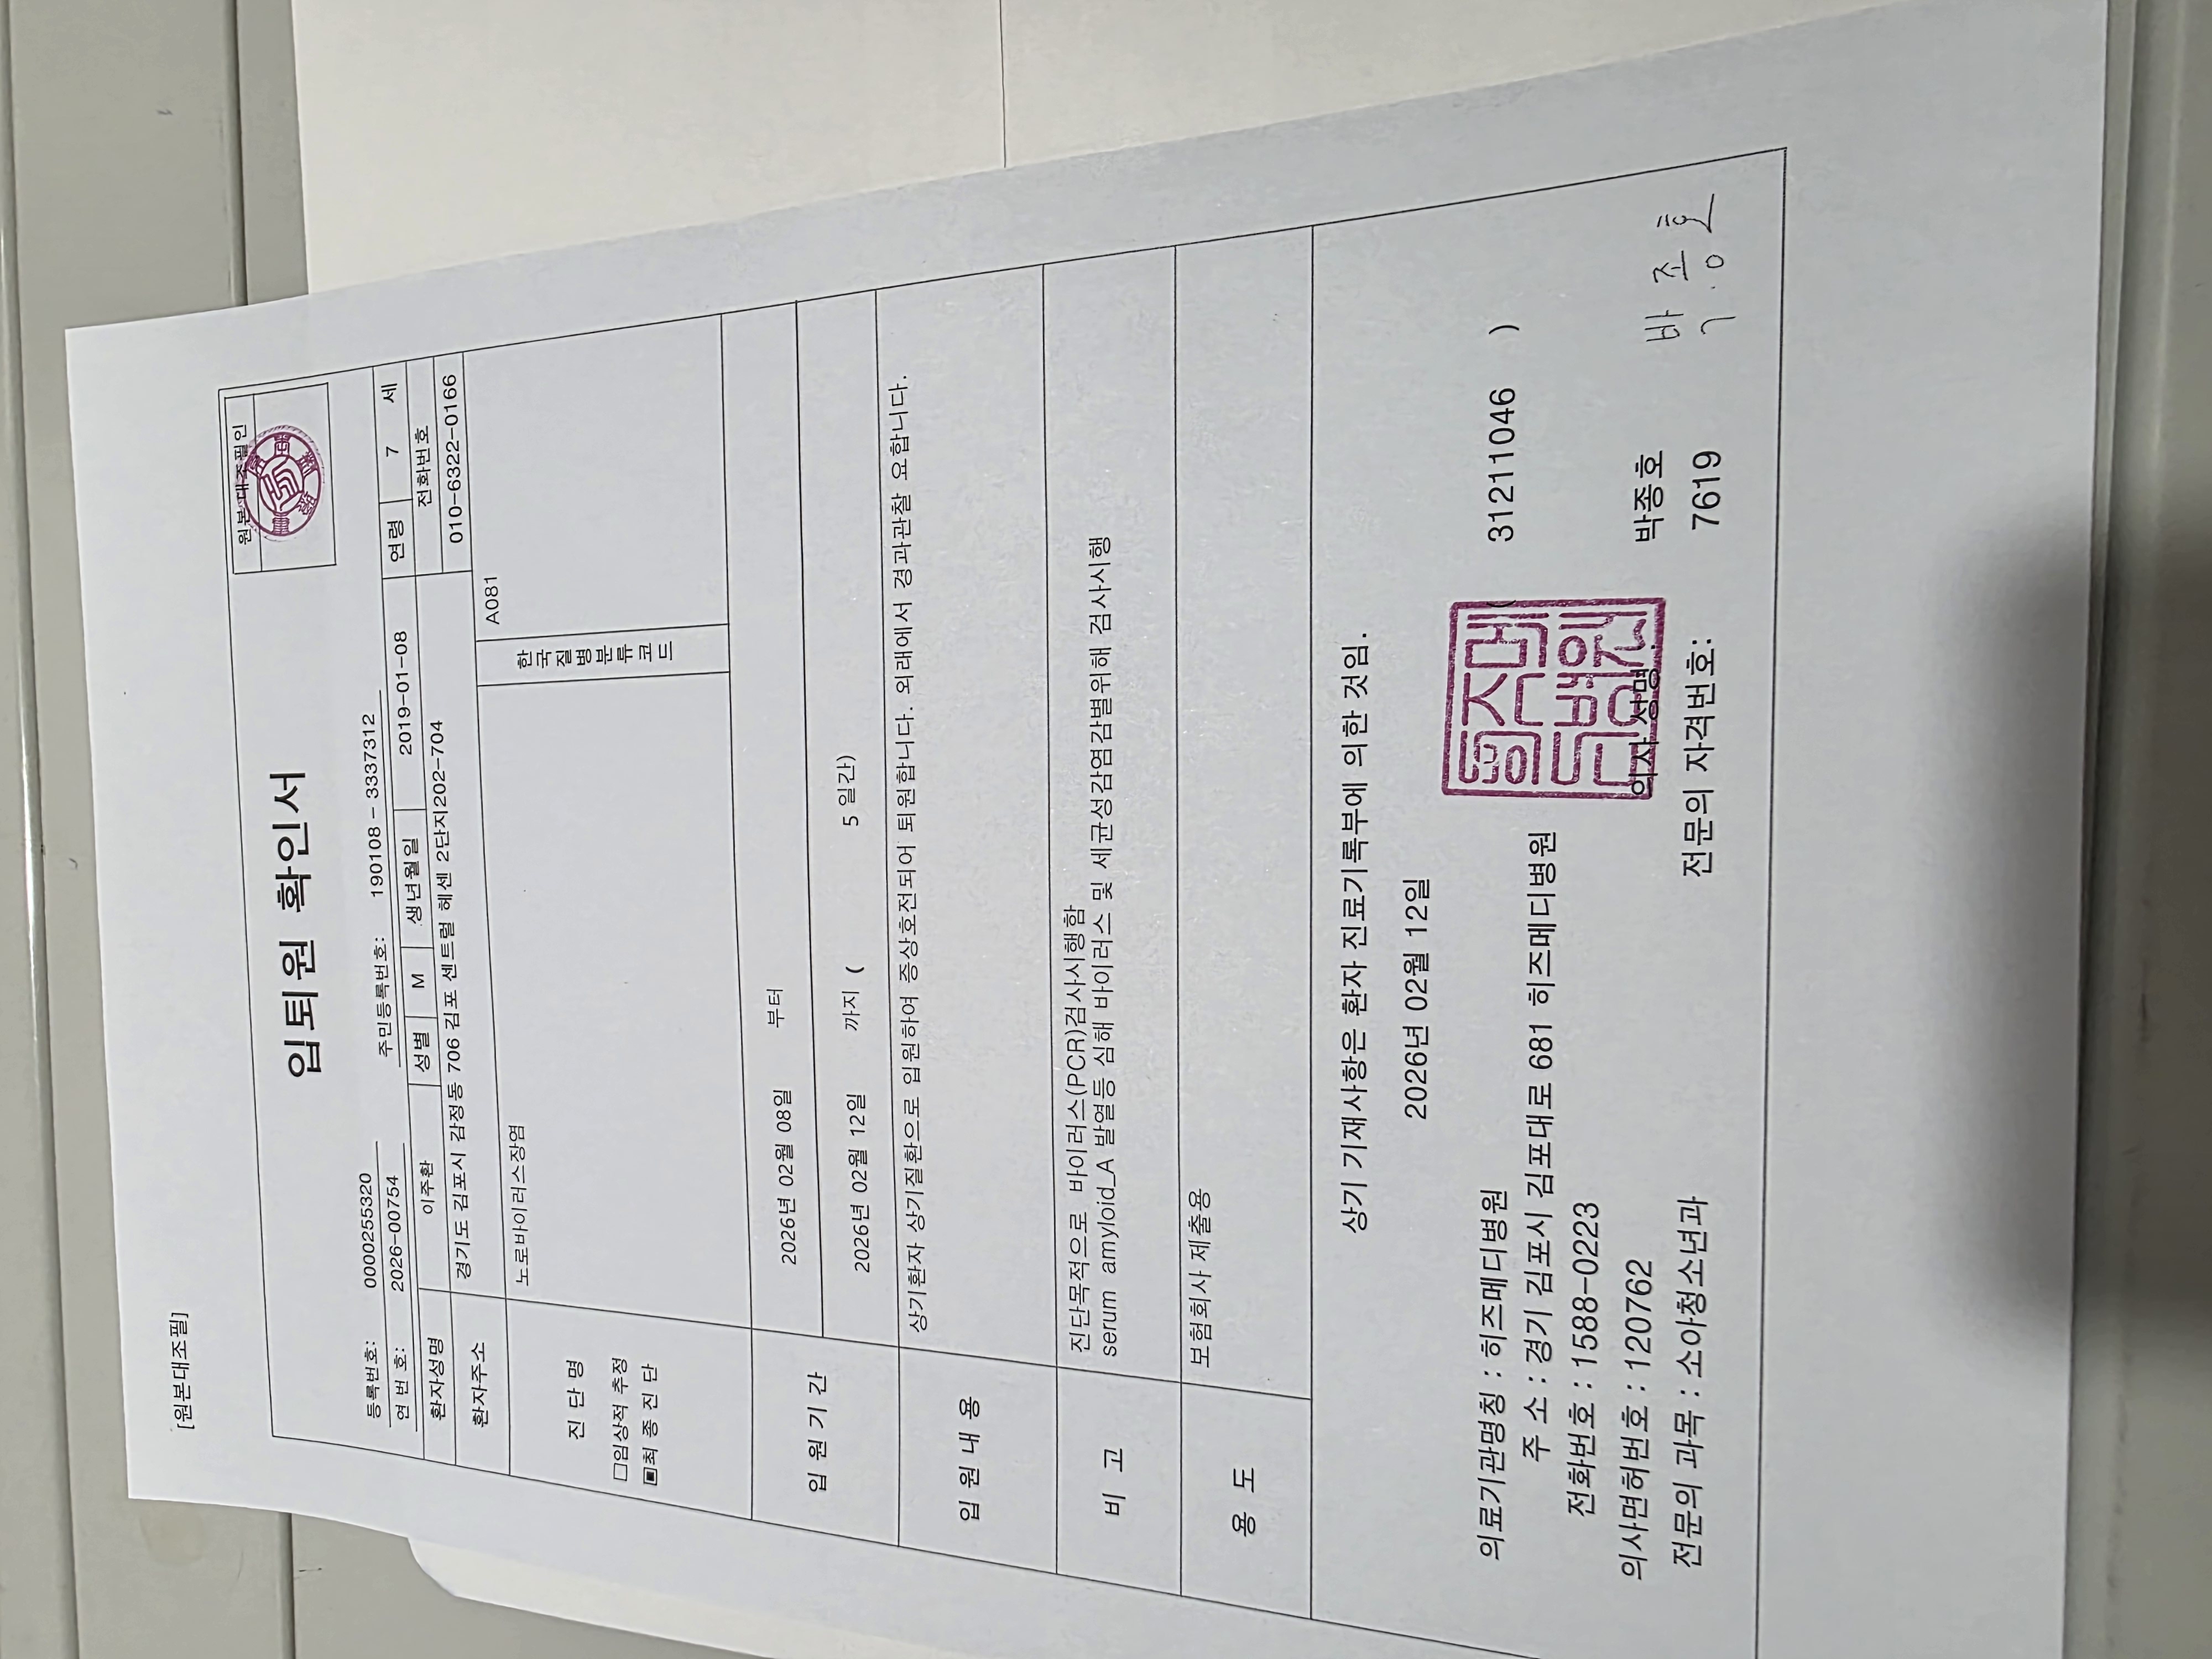 [원본대조필]
원본대조필인
입퇴원 확인서
등록번호: 0000255320 주민등록번호: 190108 - 3337312
연 번 호: 2026-00754
환자성명 이주환 성별 M 생년월일 2019-01-08 연령 7 세
환자주소 경기도 김포시 감정동 706 김포 센트럴 헤센 2단지202-704 전화번호
010-6322-0166
진 단 명
□임상적 추정
▣최 종 진 단
노로바이러스장염
한국질병분류코드
A081
입 원 기 간
2026년 02월 08일 부터
2026년 02월 12일 까지 ( 5 일간)
입 원 내 용
상기환자 상기질환으로 입원하여 증상호전되어 퇴원합니다. 외래에서 경과관찰 요합니다.
비 고
진단목적으로 바이러스(PCR)검사시행함
serum amyloid_A 발열등 심해 바이러스 및 세균성감염감별위해 검사시행
용 도
보험회사 제출용
상기 기재사항은 환자 진료기록부에 의한 것임.
2026년 02월 12일
의료기관명칭 : 히즈메디병원 ( 31211046 )
주 소 : 경기 김포시 김포대로 681 히즈메디병원
전화번호 : 1588-0223
의사면허번호 : 120762 의사 성명 : 박종호 박종호
전문의 과목 : 소아청소년과 전문의 자격번호: 7619